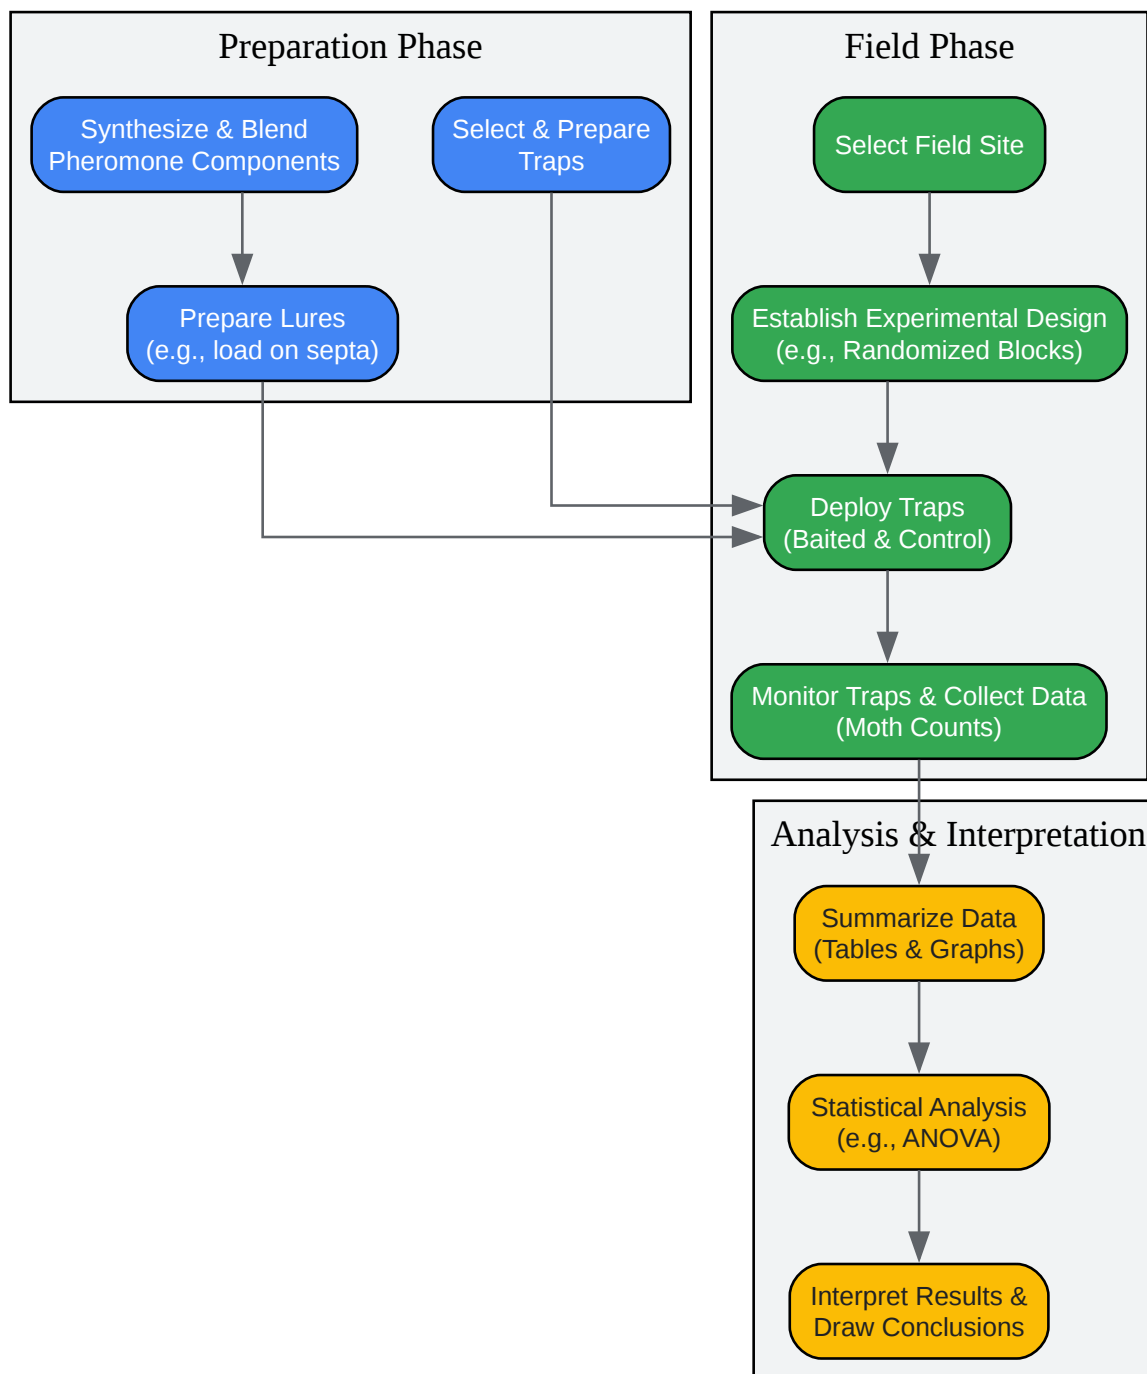 Preparation Phase
Synthesize & Blend
Pheromone Components
Select & Prepare
Traps
Prepare Lures
(e.g., load on septa)
Field Phase
Select Field Site
Establish Experimental Design
(e.g., Randomized Blocks)
Deploy Traps
(Baited & Control)
Monitor Traps & Collect Data
(Moth Counts)
Analysis & Interpretation
Summarize Data
(Tables & Graphs)
Statistical Analysis
(e.g., ANOVA)
Interpret Results &
Draw Conclusions